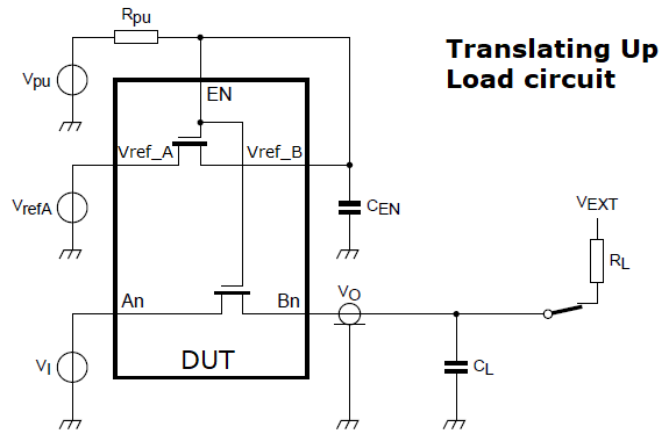 Rpu
Translating Up
Load circuit
Vpu
EN
Vref_A
Vref_B
VrefA
CEN
VEXT
RL
An
Bn
VO
VI
DUT
CL